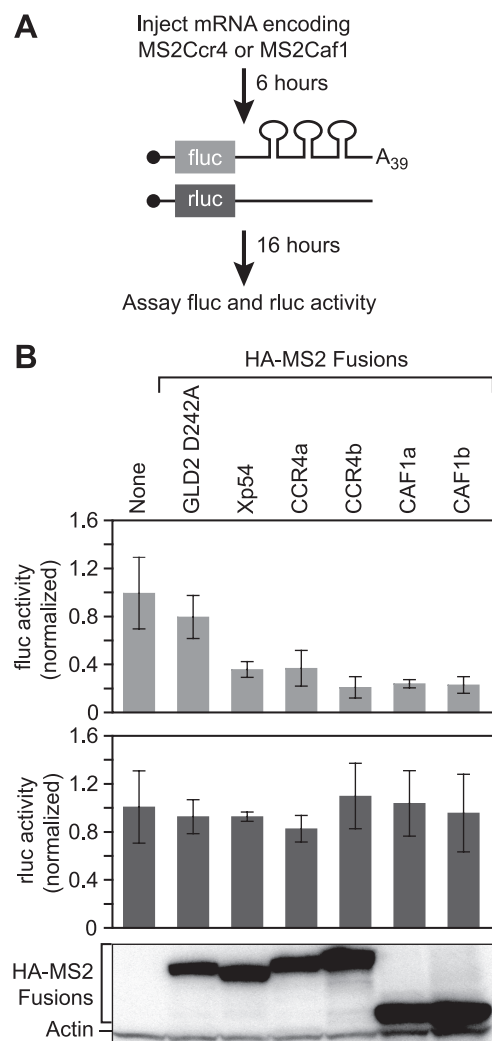 A
Inject mRNA encoding
MS2Ccr4 or MS2Caf1
6 hours
fluc
A39
rluc
16 hours
Assay fluc and rluc activity
B
HA-MS2 Fusions
None
GLD2 D242A
Xp54
CCR4a
CCR4b
CAF1a
CAF1b
fluc activity
(normalized)
1.6
1.2
0.8
0.4
0
rluc activity
(normalized)
1.6
1.2
0.8
0.4
0
HA-MS2
Fusions
Actin